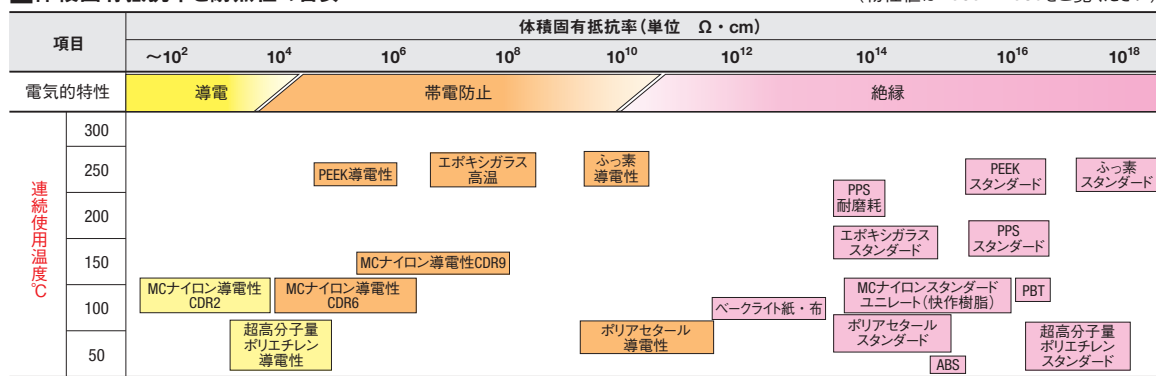 項目
体積固有抵抗率(単位 Ω・cm)
～10² 10⁴ 10⁶ 10⁸ 10¹⁰ 10¹² 10¹⁴ 10¹⁶ 10¹⁸
電気的特性 導電 帯電防止 絶縁
連続使用温度℃
300
250
200
150
100
50
PEEK導電性
エポキシガラス
高温
ふっ素
導電性
PEEK
スタンダード
ふっ素
スタンダード
PPS
耐磨耗
エポキシガラス
スタンダード
PPS
スタンダード
MCナイロン導電性CDR9
MCナイロン導電性
CDR2
MCナイロン導電性
CDR6
ベークライト紙・布
MCナイロンスタンダード
ユニレート(快作樹脂)
PBT
超高分子量
ポリエチレン
導電性
ポリアセタール
導電性
ポリアセタール
スタンダード
ABS
超高分子量
ポリエチレン
スタンダード